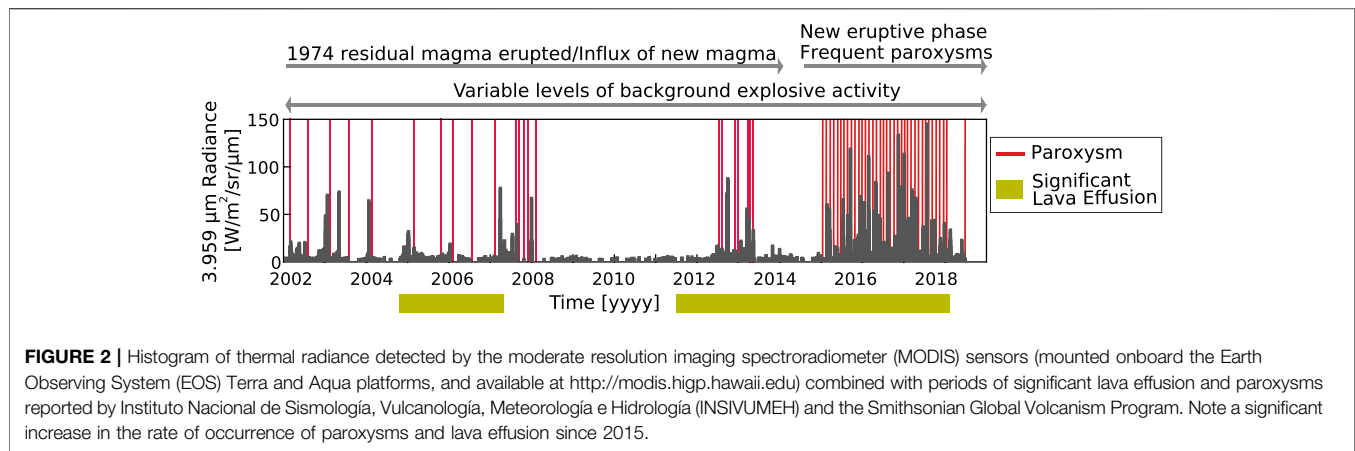 New eruptive phase
1974 residual magma erupted/Influx of new magma Frequent paroxysms
Variable levels of background explosive activity
3.959 µm Radiance
[W/m²/sr/µm]
150
100
50
0
2002 2004 2006 2008 2010 2012 2014 2016 2018
Time [yyyy]
Paroxysm
Significant
Lava Effusion
FIGURE 2 | Histogram of thermal radiance detected by the moderate resolution imaging spectroradiometer (MODIS) sensors (mounted onboard the Earth
Observing System (EOS) Terra and Aqua platforms, and available at http://modis.higp.hawaii.edu) combined with periods of significant lava effusion and paroxysms
reported by Instituto Nacional de Sismología, Vulcanología, Meteorología e Hidrología (INSIVUMEH) and the Smithsonian Global Volcanism Program. Note a significant
increase in the rate of occurrence of paroxysms and lava effusion since 2015.